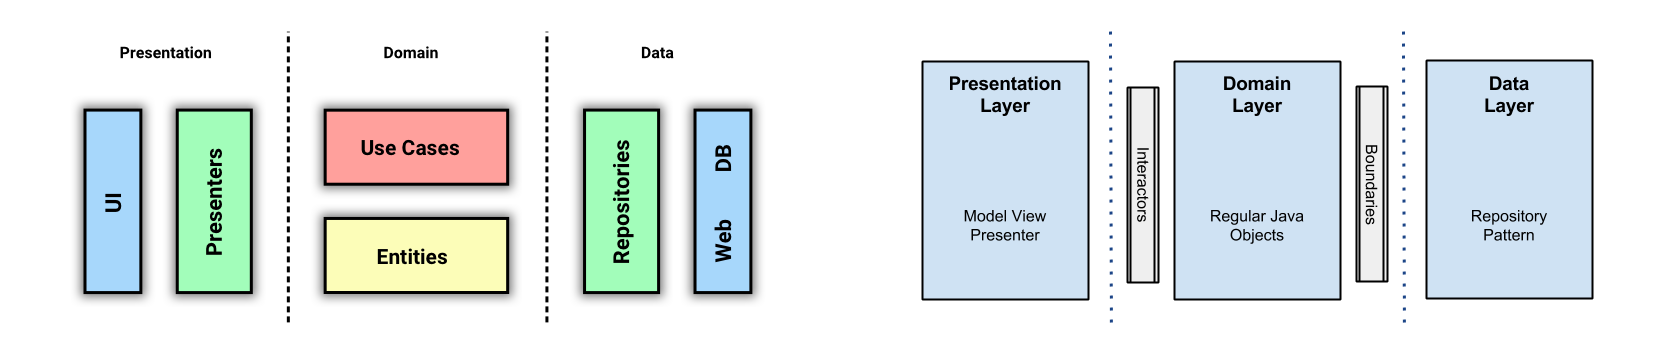 Presentation
Domain
Data
UI
Presenters
Use Cases
Entities
Repositories
Web DB
Presentation
Layer
Model View
Presenter
Interactors
Domain
Layer
Regular Java
Objects
Boundaries
Data
Layer
Repository
Pattern